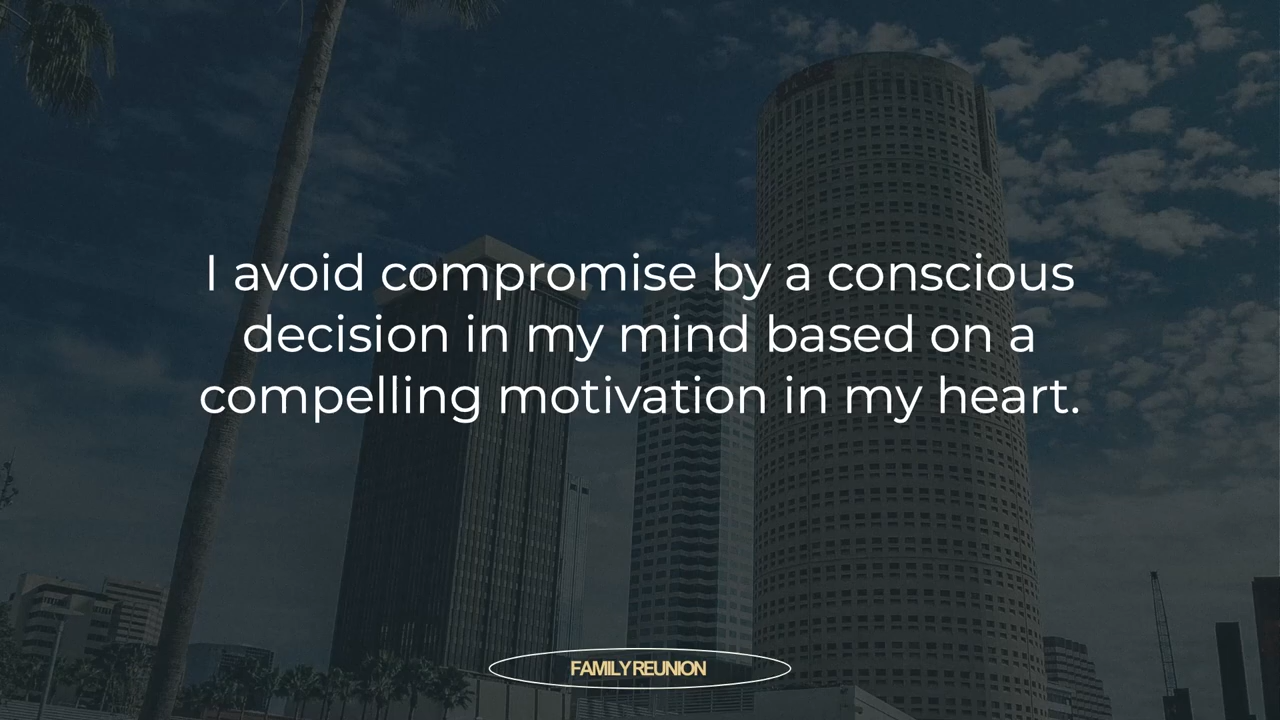 I avoid compromise by a conscious
decision in my mind based on a
compelling motivation in my heart.
FAMILY REUNION